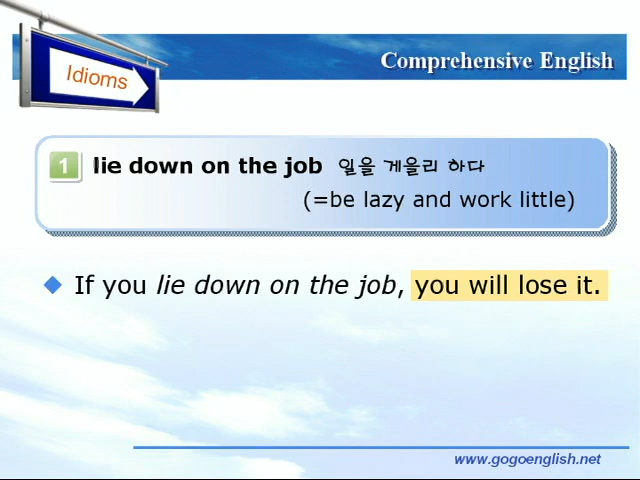 Idioms
Comprehensive English
1 lie down on the job 일을 게을리 하다
(=be lazy and work little)
If you lie down on the job, you will lose it.
www.gogoenglish.net